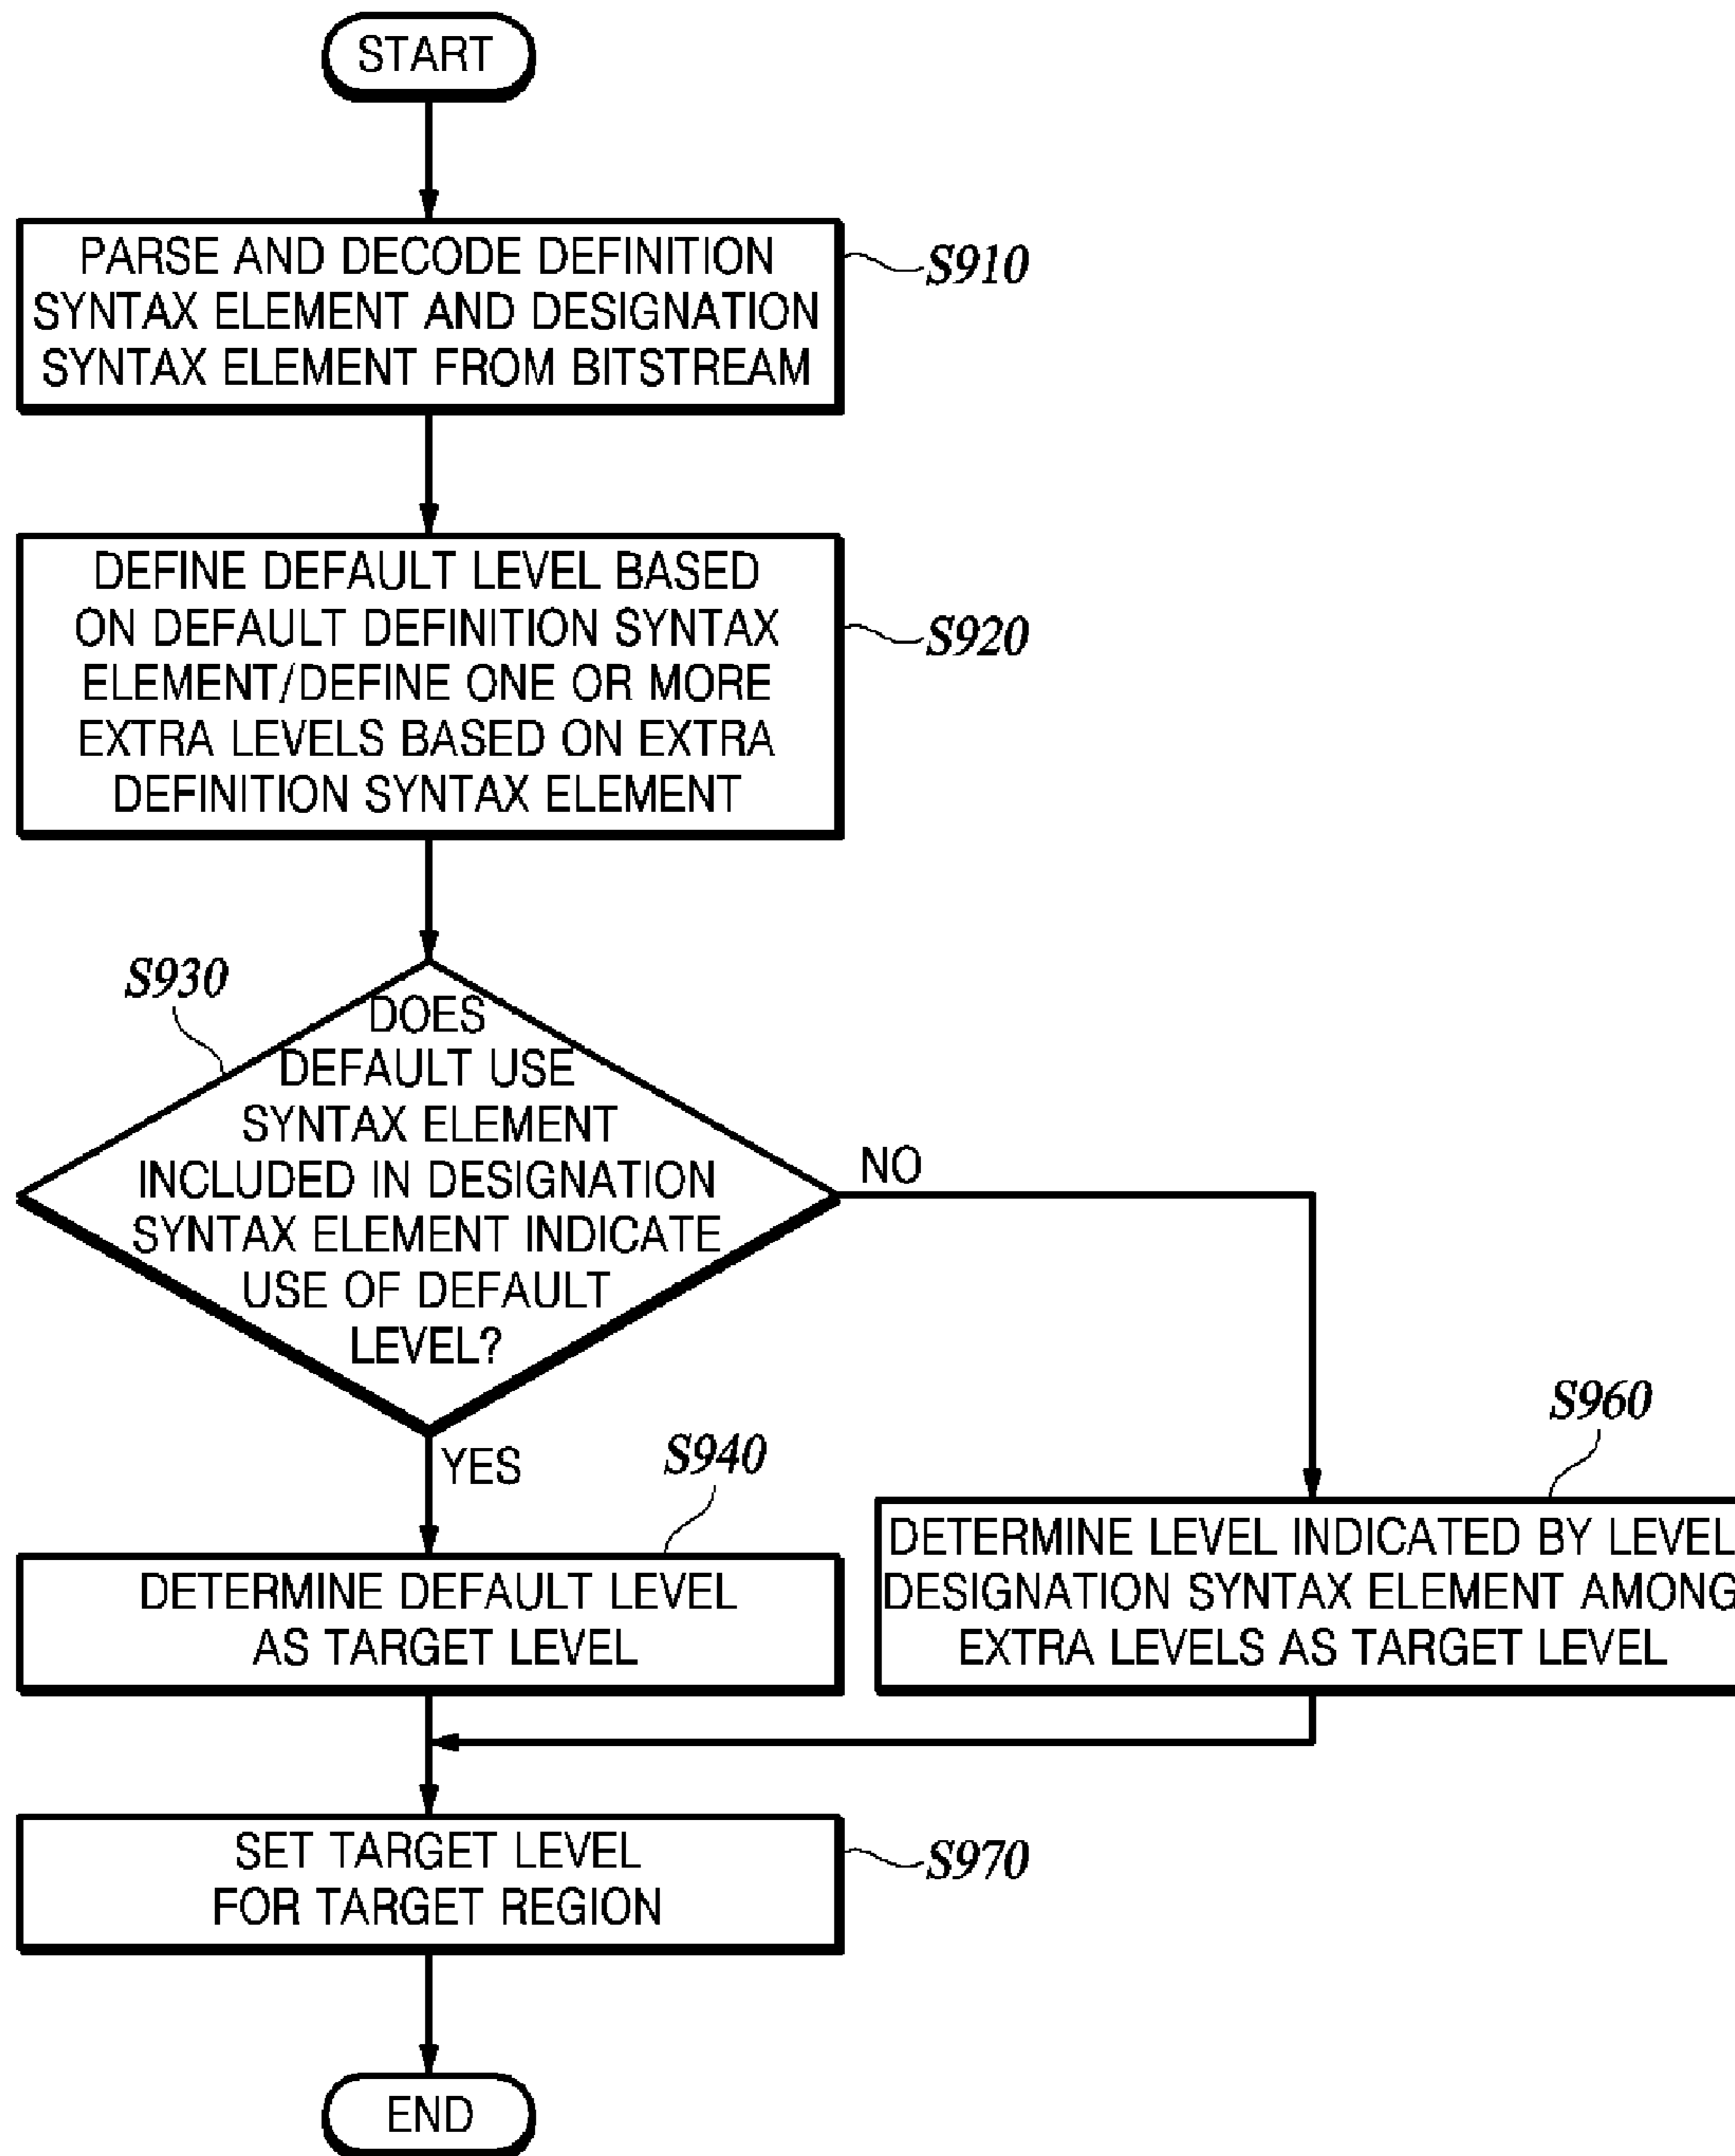 START
PARSE AND DECODE DEFINITION
SYNTAX ELEMENT AND DESIGNATION
SYNTAX ELEMENT FROM BITSTREAM
S910
DEFINE DEFAULT LEVEL BASED
ON DEFAULT DEFINITION SYNTAX
ELEMENT/DEFINE ONE OR MORE
EXTRA LEVELS BASED ON EXTRA
DEFINITION SYNTAX ELEMENT
S920
S930
DOES
DEFAULT USE
SYNTAX ELEMENT
INCLUDED IN DESIGNATION
SYNTAX ELEMENT INDICATE
USE OF DEFAULT
LEVEL?
NO
YES
S940
DETERMINE DEFAULT LEVEL
AS TARGET LEVEL
S960
DETERMINE LEVEL INDICATED BY LEVEL
DESIGNATION SYNTAX ELEMENT AMONG
EXTRA LEVELS AS TARGET LEVEL
SET TARGET LEVEL
FOR TARGET REGION
S970
END